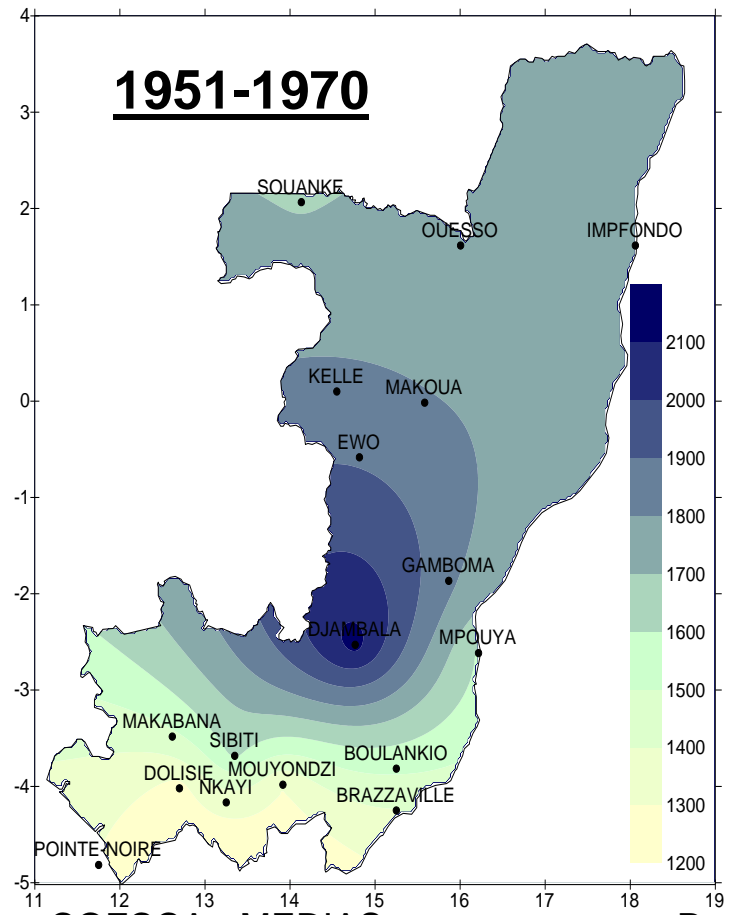 4
1951-1970
3
SOUANKE
2
OUESSO
IMPFONDO
1
2100
KELLE
MAKOUA
0
2000
EWO
1900
-1
1800
GAMBOMA
1700
-2
DJAMBALA
MPOUYA
1600
-3
1500
MAKABANA
SIBITI
BOULANKIO
1400
DOLISIE
MOUYONDZI
NKAYI
-4
BRAZZAVILLE
1300
POINTE-NOIRE
1200
-5
11 12 13 14 15 16 17 18 19